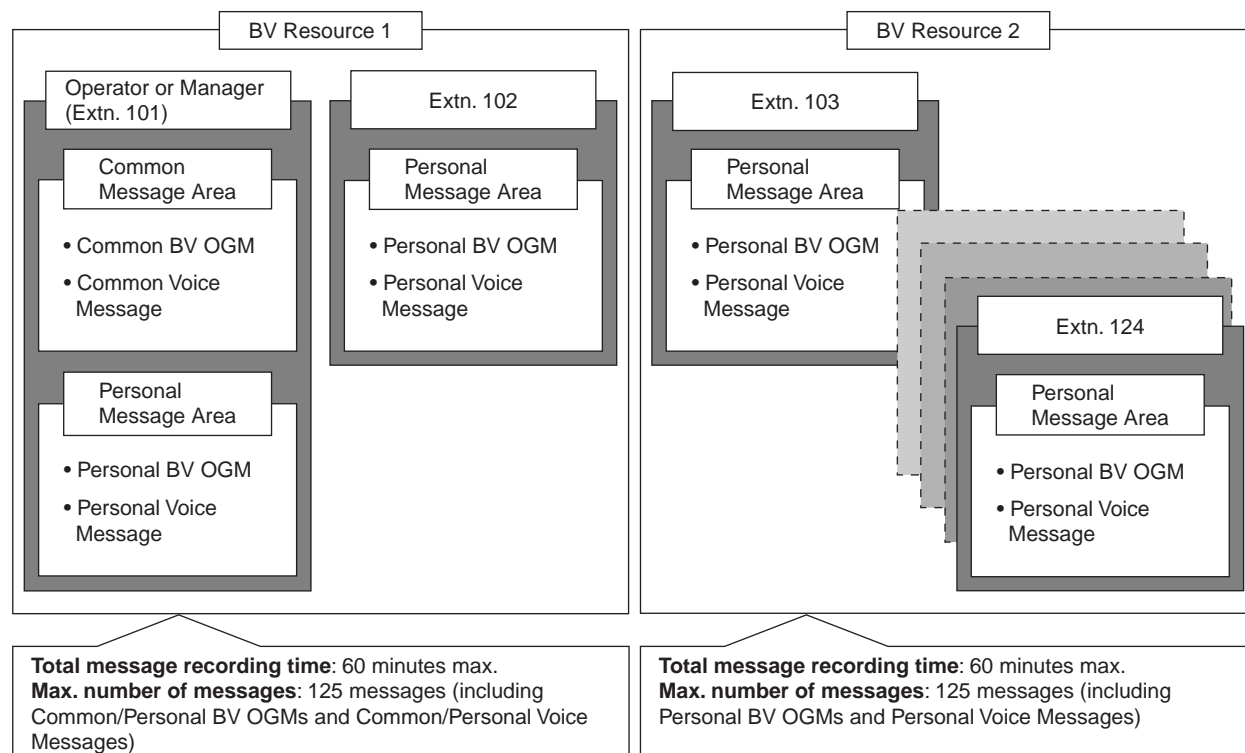 BV Resource 1
Operator or Manager
(Extn. 101)
Common
Message Area
• Common BV OGM
• Common Voice
Message
Personal
Message Area
• Personal BV OGM
• Personal Voice
Message
Extn. 102
Personal
Message Area
• Personal BV OGM
• Personal Voice
Message
Total message recording time: 60 minutes max.
Max. number of messages: 125 messages (including
Common/Personal BV OGMs and Common/Personal Voice
Messages)
BV Resource 2
Extn. 103
Personal
Message Area
• Personal BV OGM
• Personal Voice
Message
Extn. 124
Personal
Message Area
• Personal BV OGM
• Personal Voice
Message
Total message recording time: 60 minutes max.
Max. number of messages: 125 messages (including
Personal BV OGMs and Personal Voice Messages)